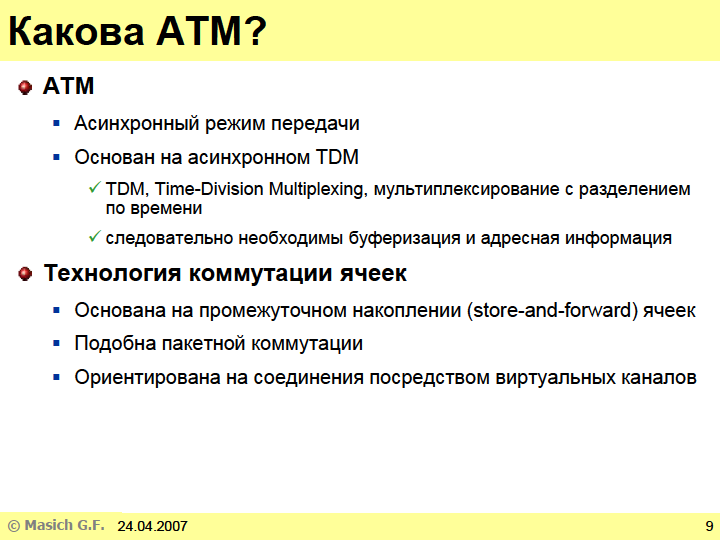 Какова ATM?
ATM
Асинхронный режим передачи
Основан на асинхронном TDM
TDM, Time-Division Multiplexing, мультиплексирование с разделением
по времени
следовательно необходимы буферизация и адресная информация
Технология коммутации ячеек
Основана на промежуточном накоплении (store-and-forward) ячеек
Подобна пакетной коммутации
Ориентирована на соединения посредством виртуальных каналов
© Masich G.F. 24.04.2007 9